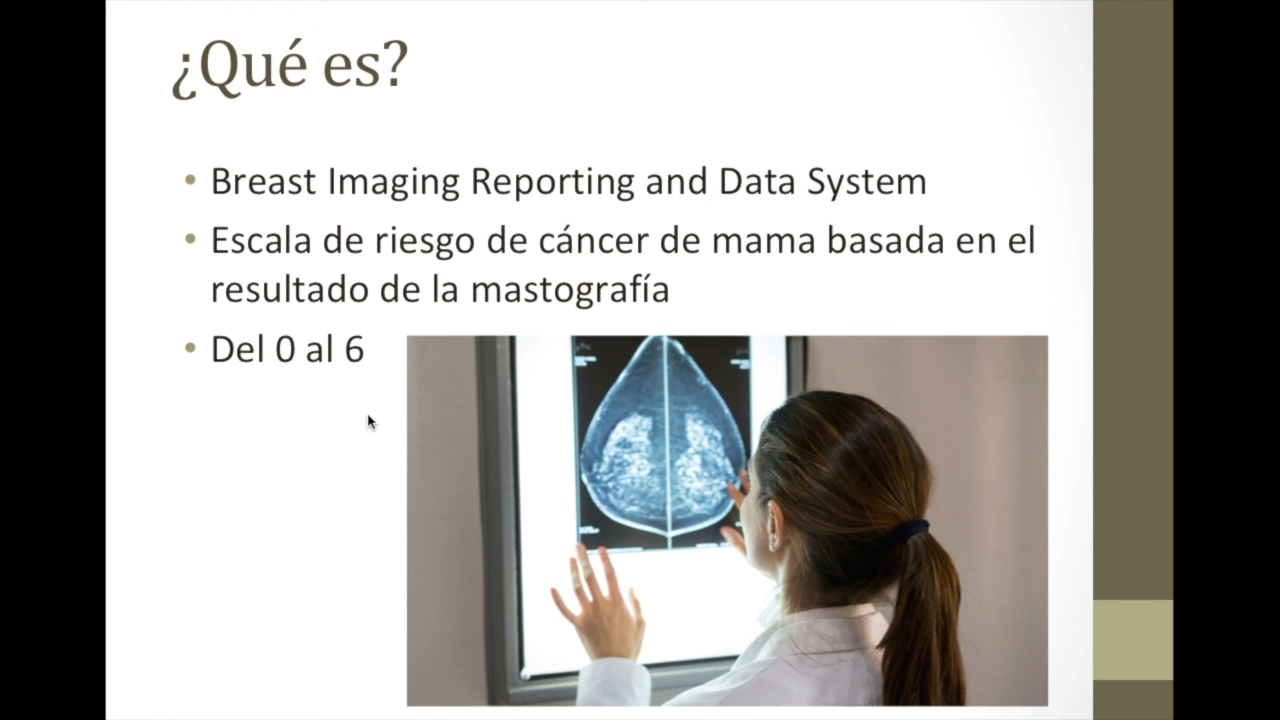 ¿Qué es?
• Breast Imaging Reporting and Data System
• Escala de riesgo de cáncer de mama basada en el
resultado de la mastografía
• Del 0 al 6